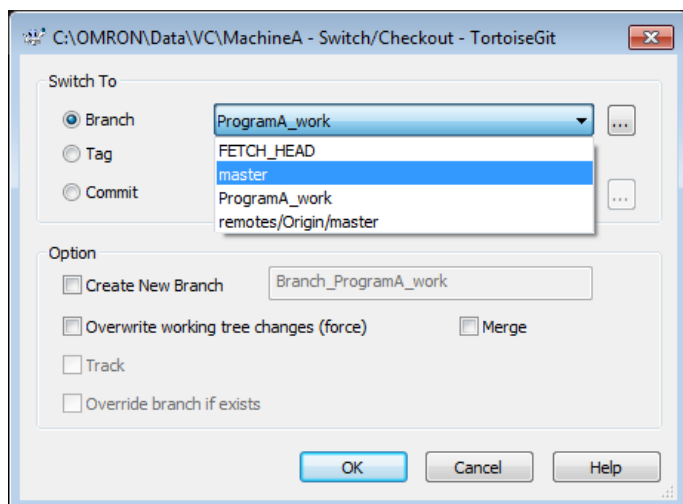 C:\OMRON\Data\VC\MachineA - Switch/Checkout - TortoiseGit
Switch To
Branch
ProgramA_work
...
Tag
FETCH_HEAD
master
Commit
ProgramA_work
...
remotes/Origin/master
Option
Create New Branch
Branch_ProgramA_work
Overwrite working tree changes (force)
Merge
Track
Override branch if exists
OK
Cancel
Help